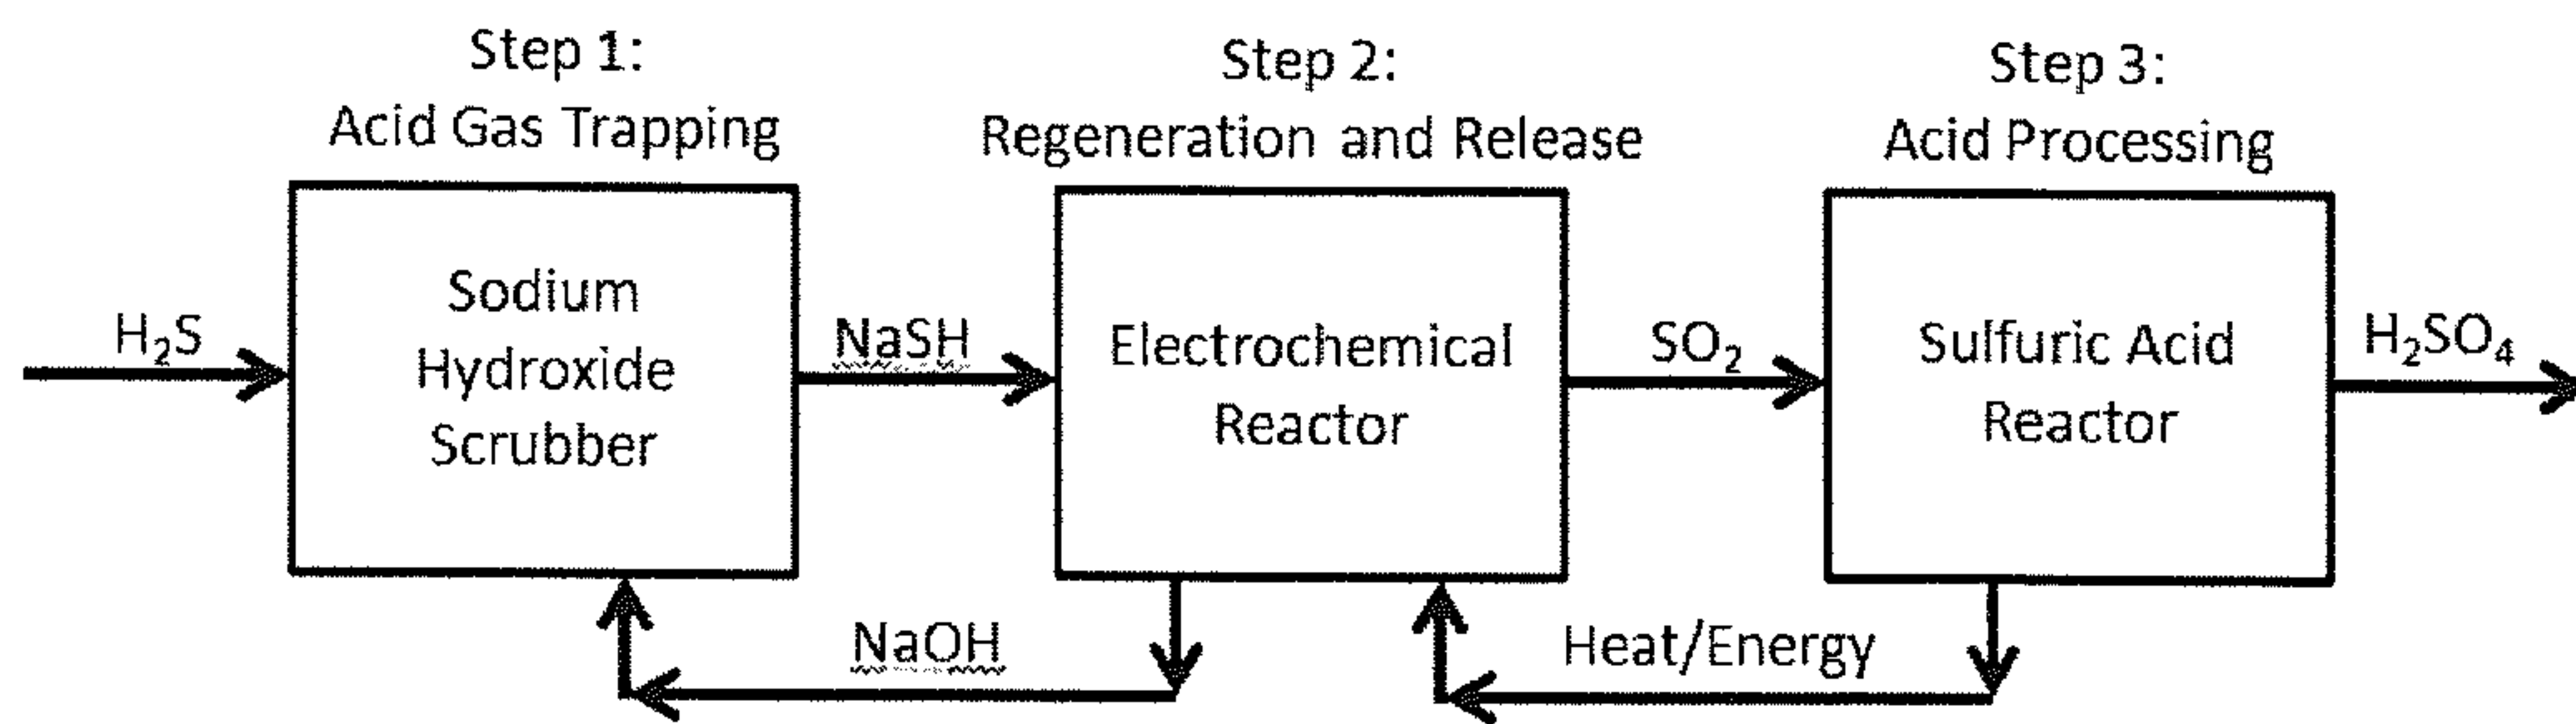 Step 1:
Acid Gas Trapping
Step 2:
Regeneration and Release
Step 3:
Acid Processing
H₂S
Sodium
Hydroxide
Scrubber
NaSH
Electrochemical
Reactor
SO₂
Sulfuric Acid
Reactor
H₂SO₄
NaOH
Heat/Energy